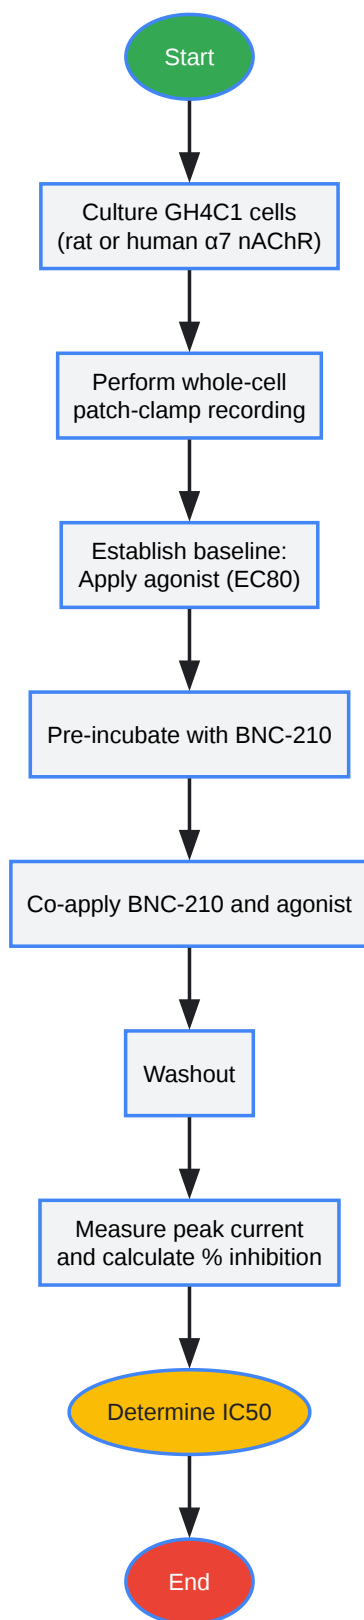 Start
Culture GH4C1 cells
(rat or human α7 nAChR)
Perform whole-cell
patch-clamp recording
Establish baseline:
Apply agonist (EC80)
Pre-incubate with BNC-210
Co-apply BNC-210 and agonist
Washout
Measure peak current
and calculate % inhibition
Determine IC50
End